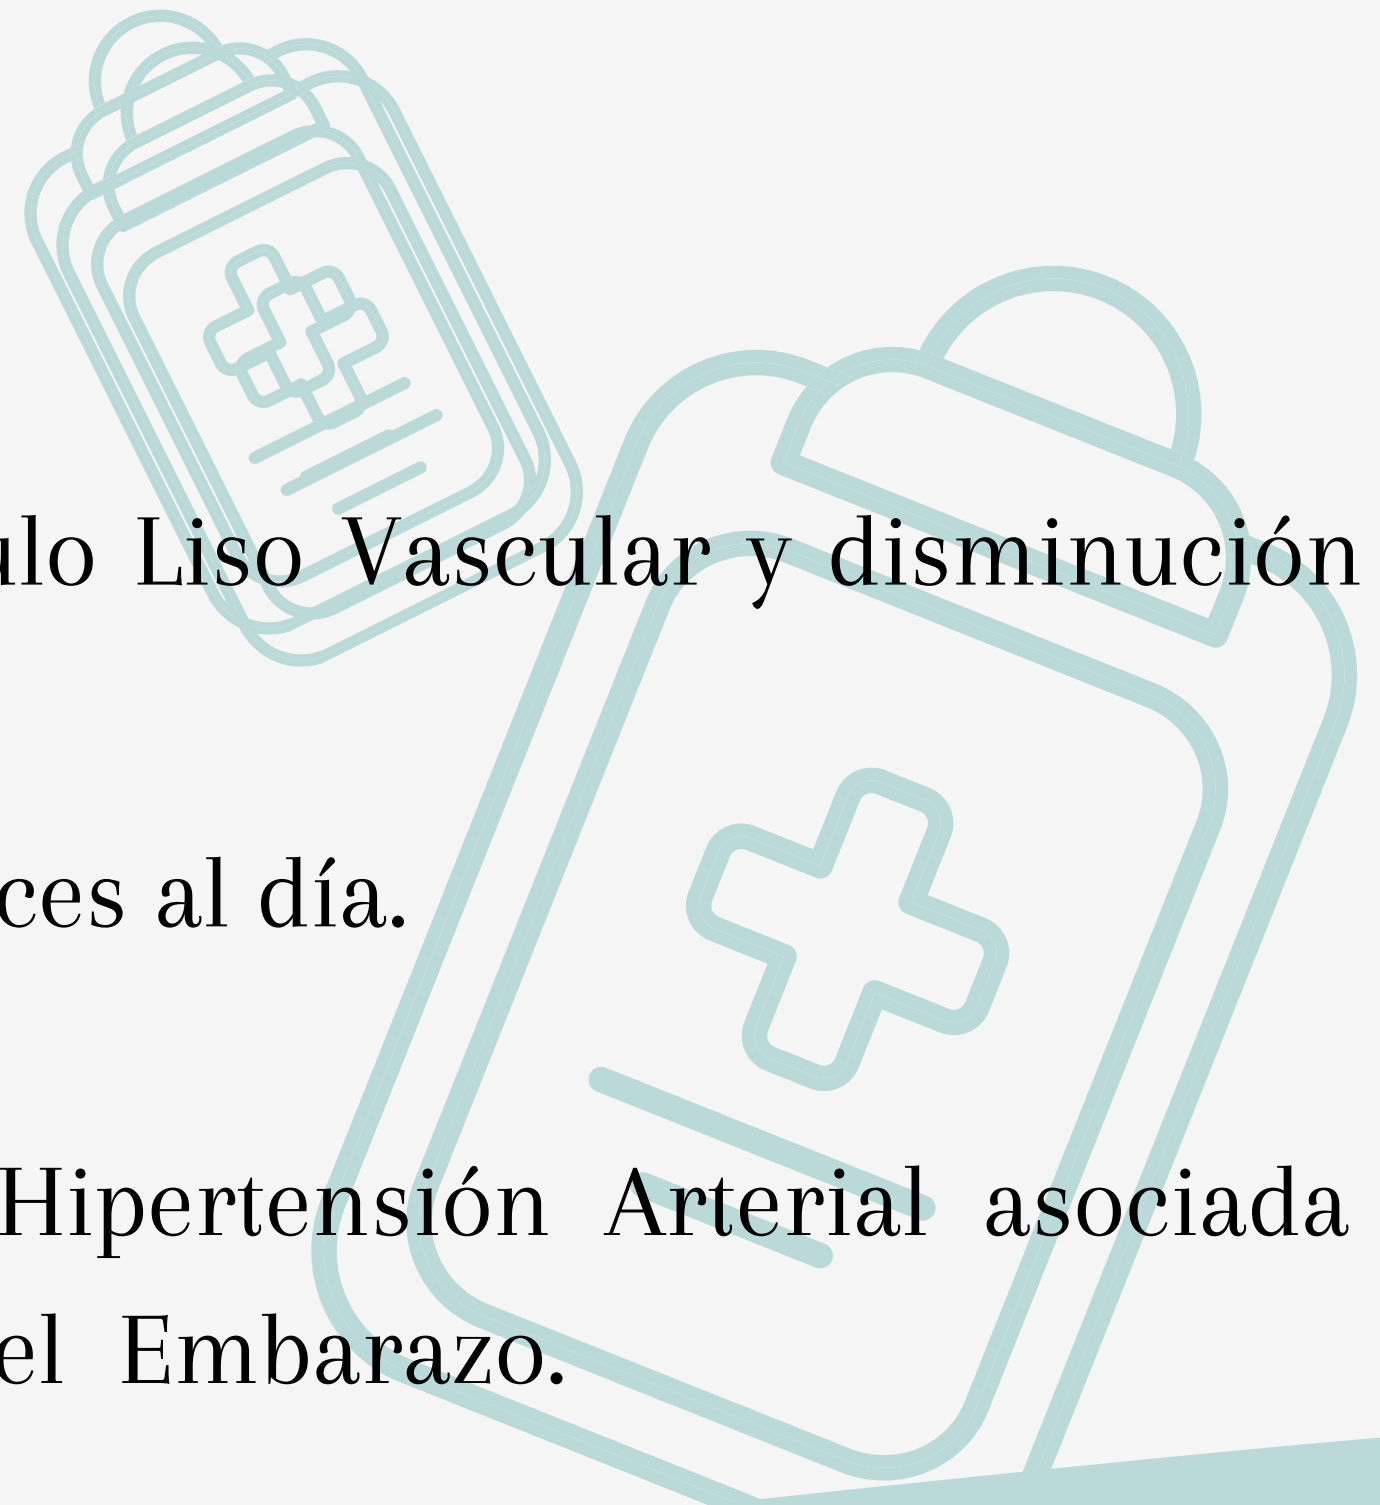 ulo Liso Vascular y disminución
ces al día.
Hipertensión Arterial asociada
el Embarazo.